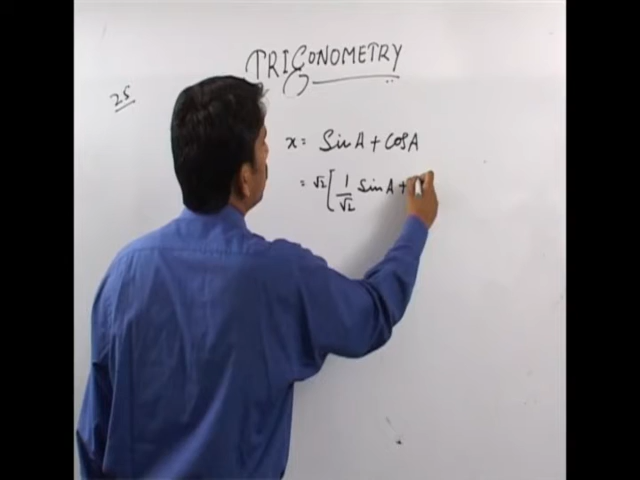 TRIGONOMETRY
25
x = Sin A + Cos A
= √2 [ 1/√2 Sin A +